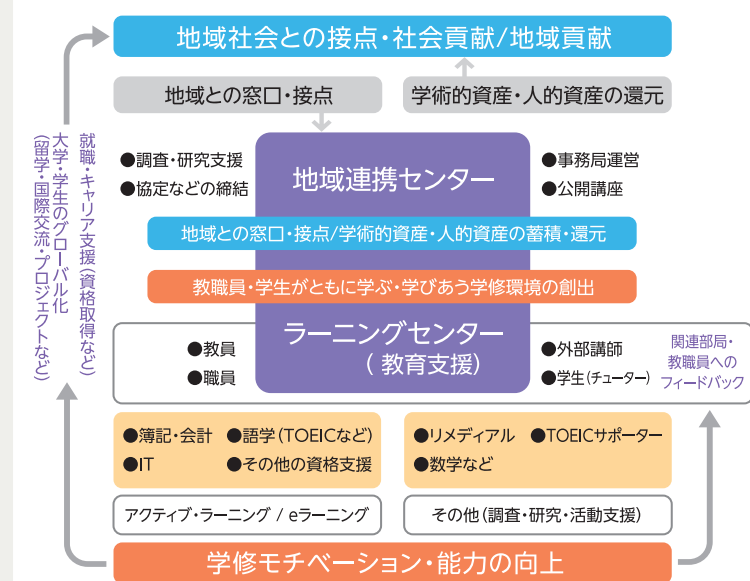 地域社会との接点・社会貢献/地域貢献
地域との窓口・接点
学術的資産・人的資産の還元
●調査・研究支援
●協定などの締結
地域連携センター
●事務局運営
●公開講座
地域との窓口・接点/学術的資産・人的資産の蓄積・還元
教職員・学生がともに学ぶ・学びあう学修環境の創出
ラーニングセンター
(教育支援)
●教員
●職員
●外部講師
●学生(チューター)
関連部局・
教職員への
フィードバック
●簿記・会計
●語学(TOEICなど)
●IT
●その他の資格支援
●リメディアル
●TOEICサポーター
●数学など
アクティブ・ラーニング / eラーニング
その他(調査・研究・活動支援)
学修モチベーション・能力の向上
就職・キャリア支援(資格取得など)
大学・学生のグローバル化
(留学・国際交流・プロジェクトなど)